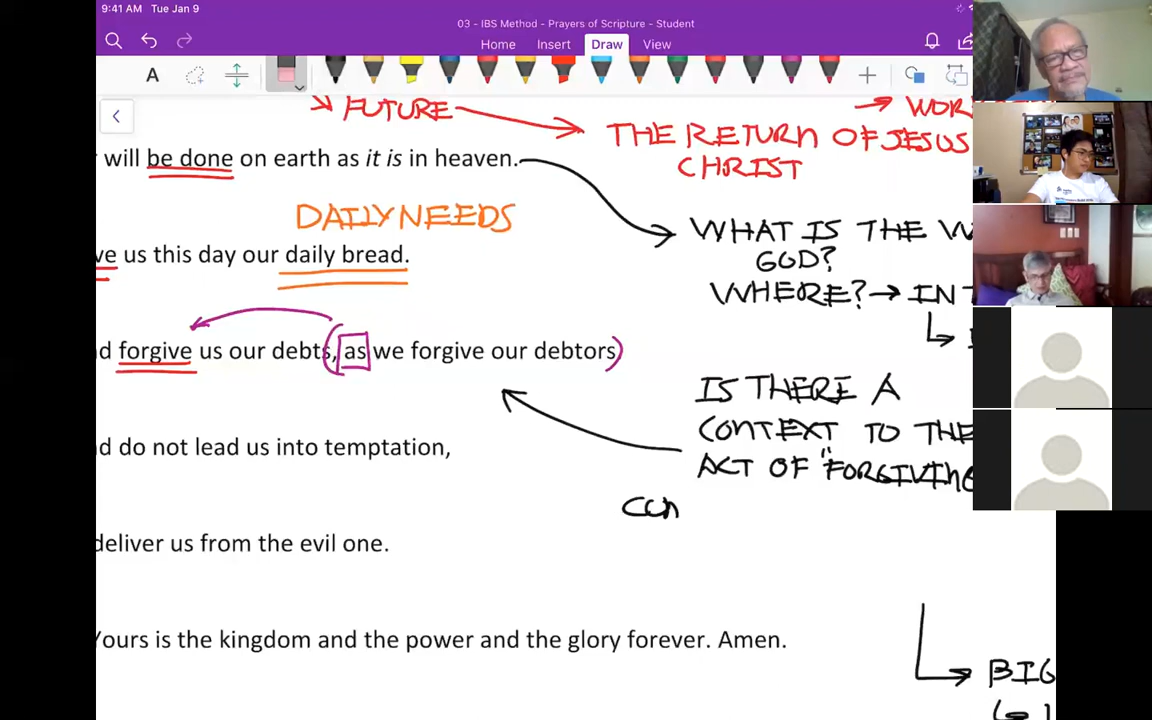 9:41 AM Tue Jan 9
03 - IBS Method - Prayers of Scripture - Student
Home Insert Draw View
A
FUTURE
THE RETURN OF JESUS
CHRIST
will be done on earth as it is in heaven.
WHAT IS THE
GOD?
WHERE? → IN
DAILY NEEDS
us this day our daily bread.
forgive us our debts, (as we forgive our debtors)
IS THERE A
CONTEXT TO THE
ACT OF "FORGIVING
do not lead us into temptation,
deliver us from the evil one.
Yours is the kingdom and the power and the glory forever. Amen.
BIG